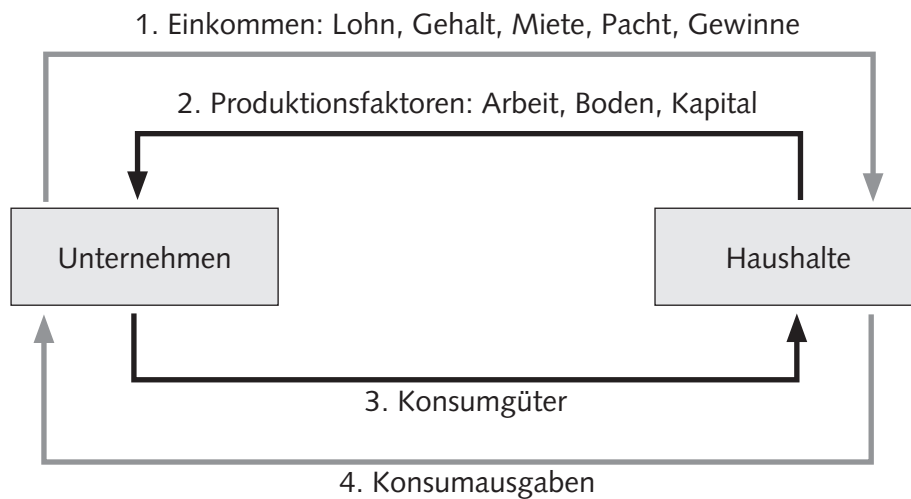 1. Einkommen: Lohn, Gehalt, Miete, Pacht, Gewinne
2. Produktionsfaktoren: Arbeit, Boden, Kapital
Unternehmen
Haushalte
3. Konsumgüter
4. Konsumausgaben